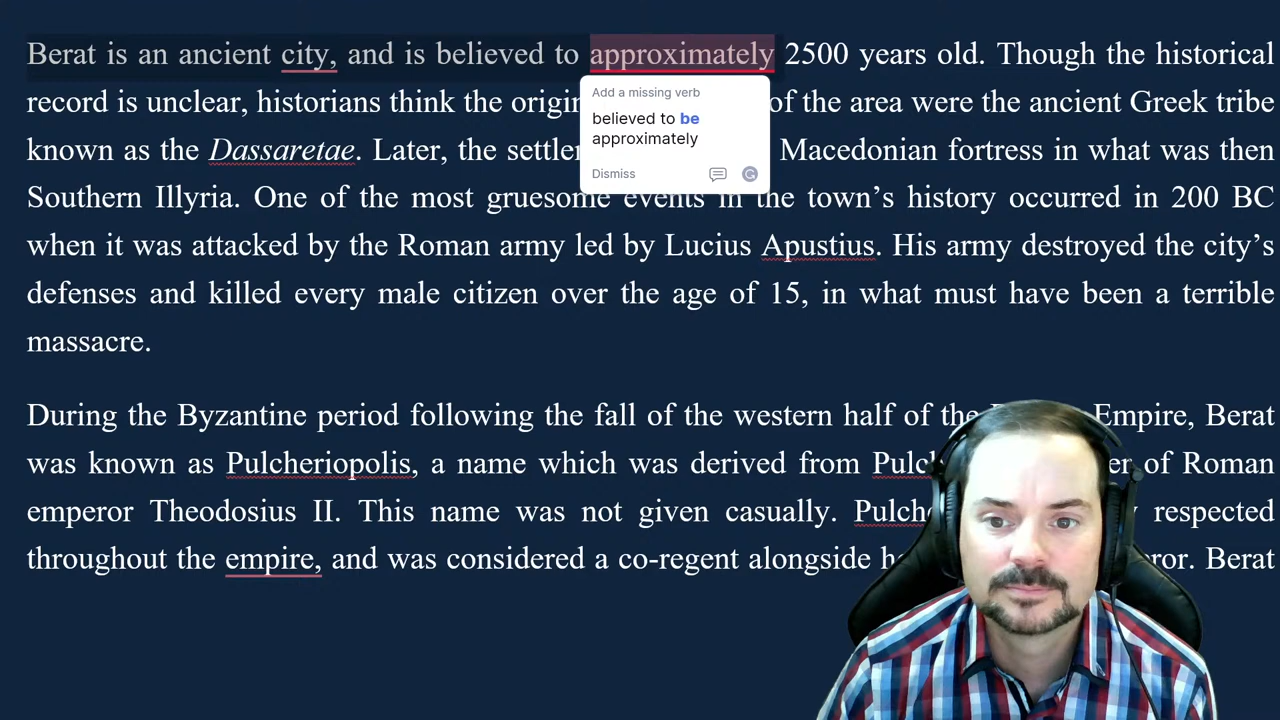 Berat is an ancient city, and is believed to approximately 2500 years old. Though the historical
record is unclear, historians think the of the area were the ancient Greek tribe
known as the Dassaretae. Later, the Macedonian fortress in what was then
Southern Illyria. One of the most gruesome events in the town’s history occurred in 200 BC
when it was attacked by the Roman army led by Lucius Apustius. His army destroyed the city’s
defenses and killed every male citizen over the age of 15, in what must have been a terrible
massacre.
Add a missing verb
believed to be
approximately
Dismiss
During the Byzantine period following the fall of the western half of the Empire, Berat
was known as Pulcheriopolis, a name which was derived from of Roman
emperor Theodosius II. This name was not given casually. respected
throughout the empire, and was considered a co-regent alongside Berat